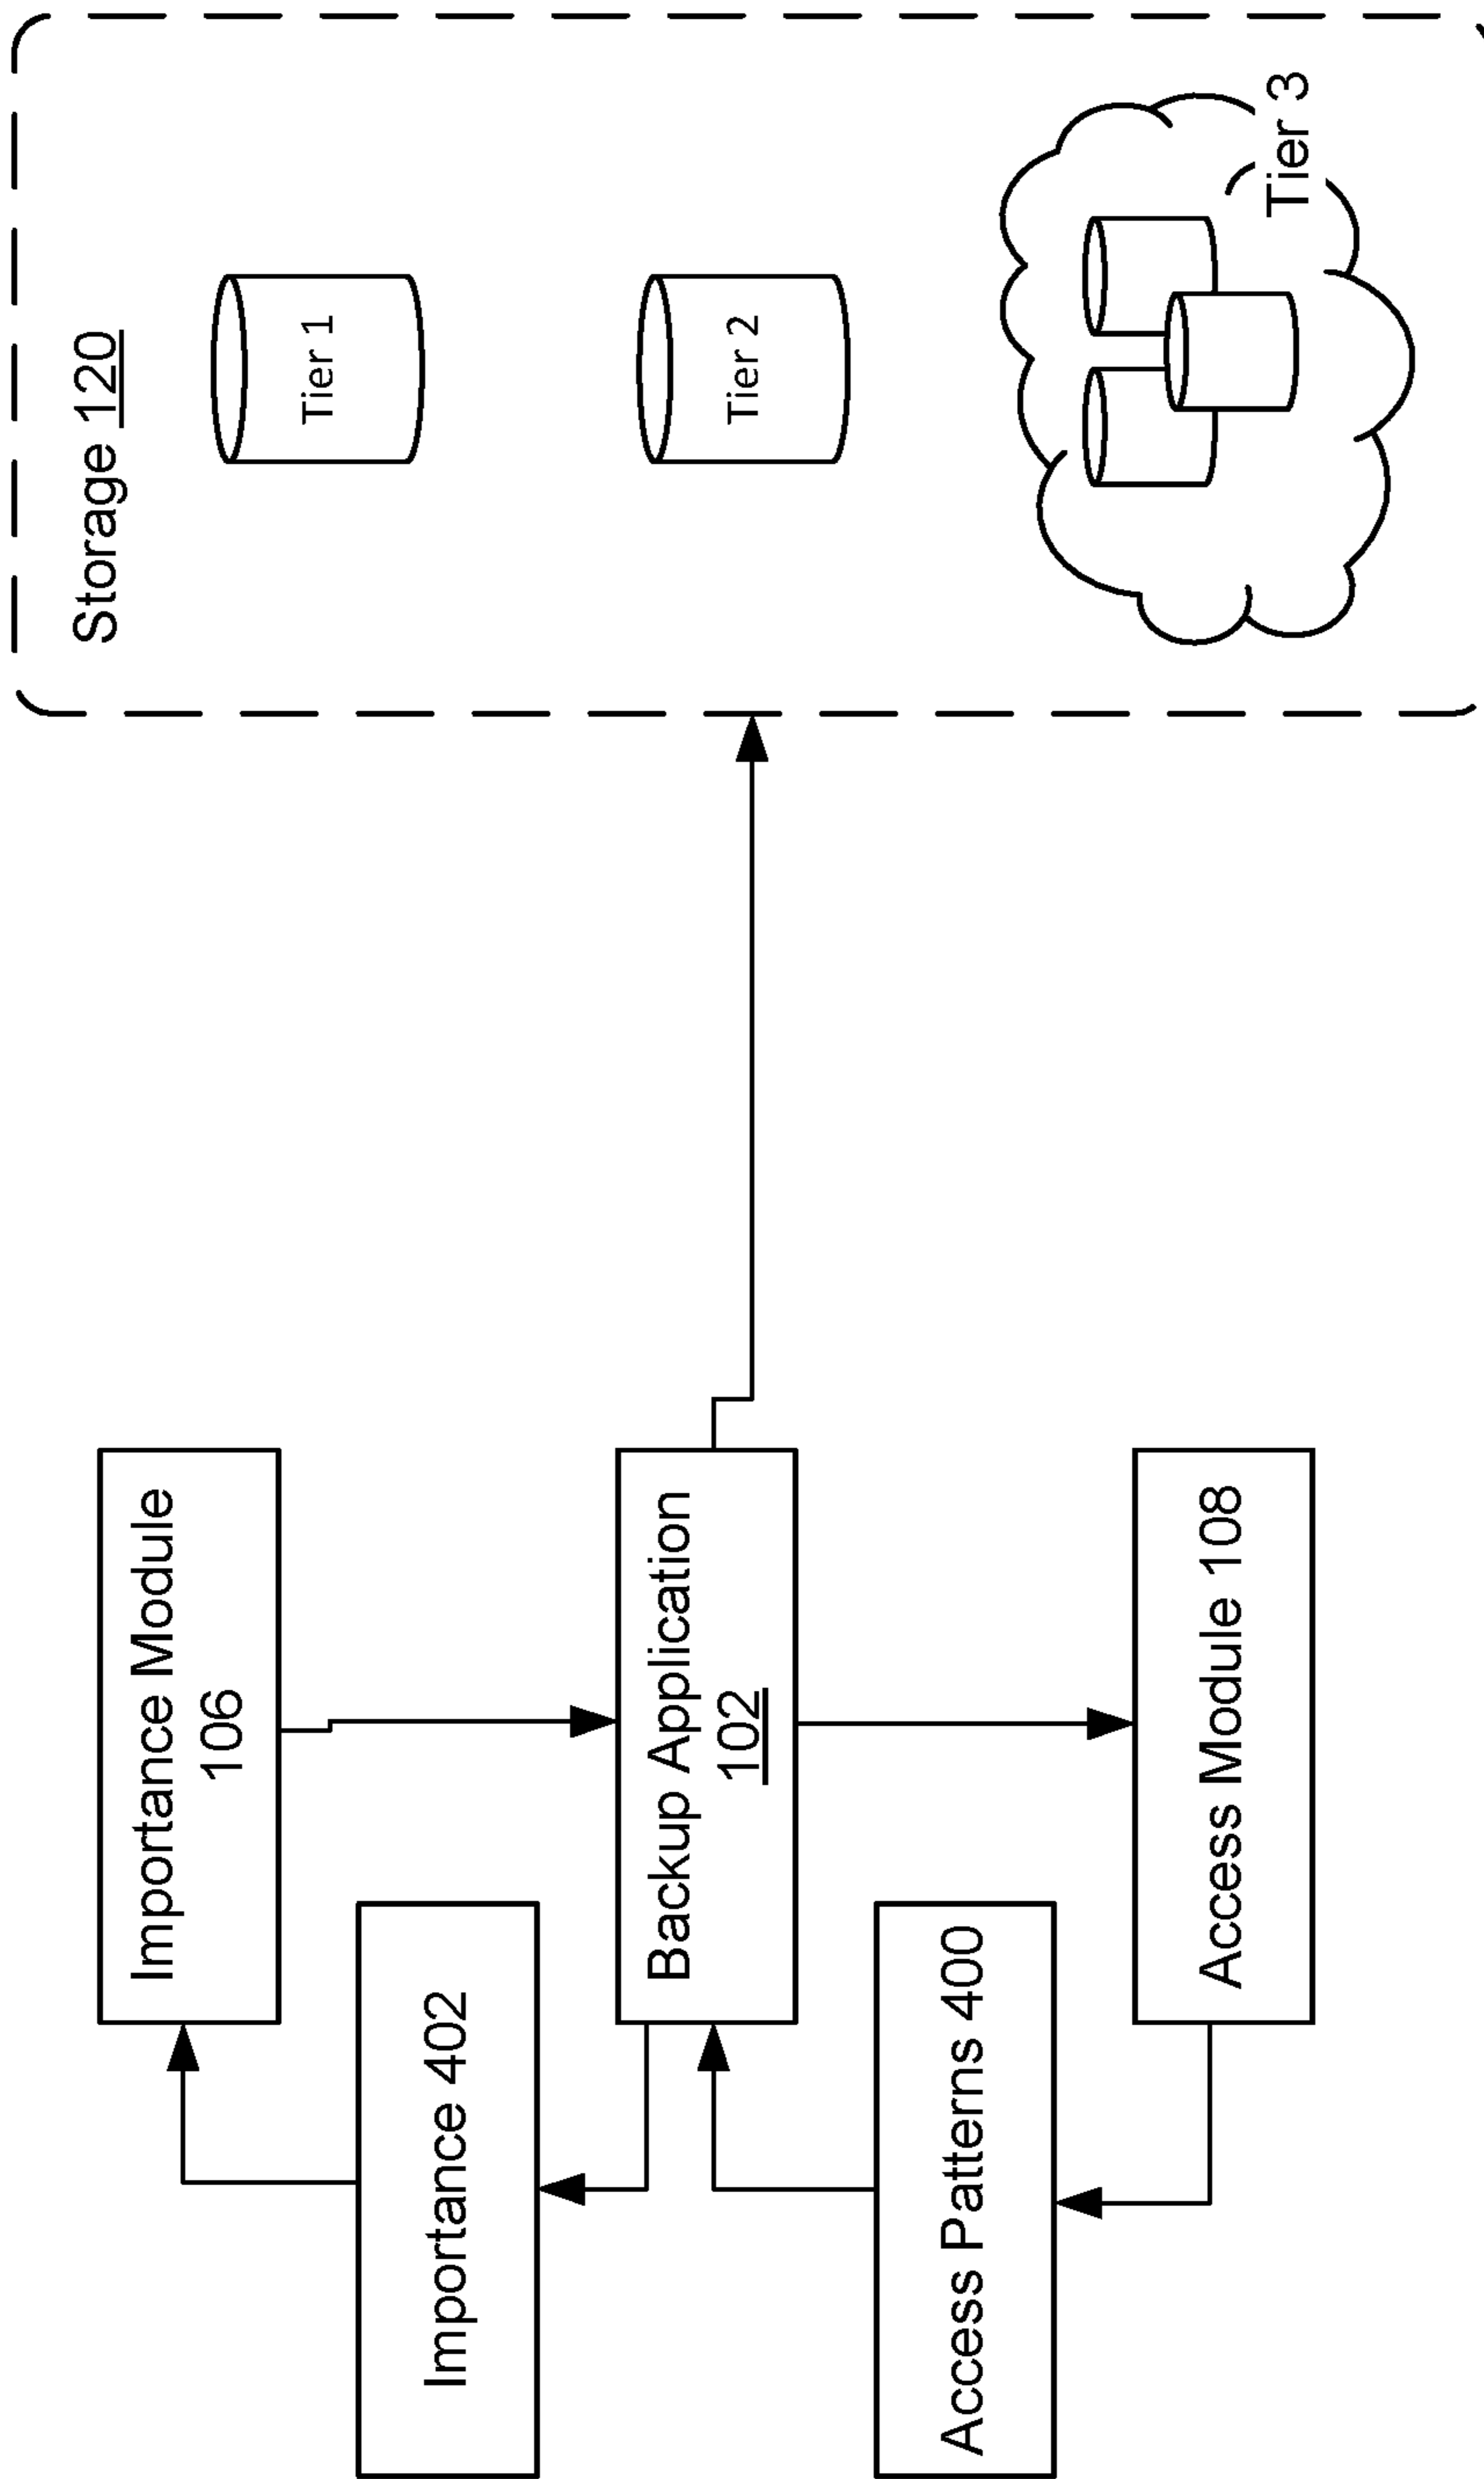 Importance Module
106
Importance 402
Backup Application
102
Access Patterns 400
Access Module 108
Storage 120
Tier 1
Tier 2
Tier 3